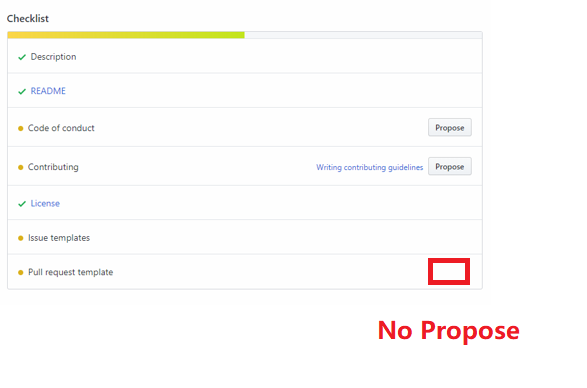 Checklist
Description
README
Code of conduct Propose
Contributing Writing contributing guidelines Propose
License
Issue templates
Pull request template
No Propose